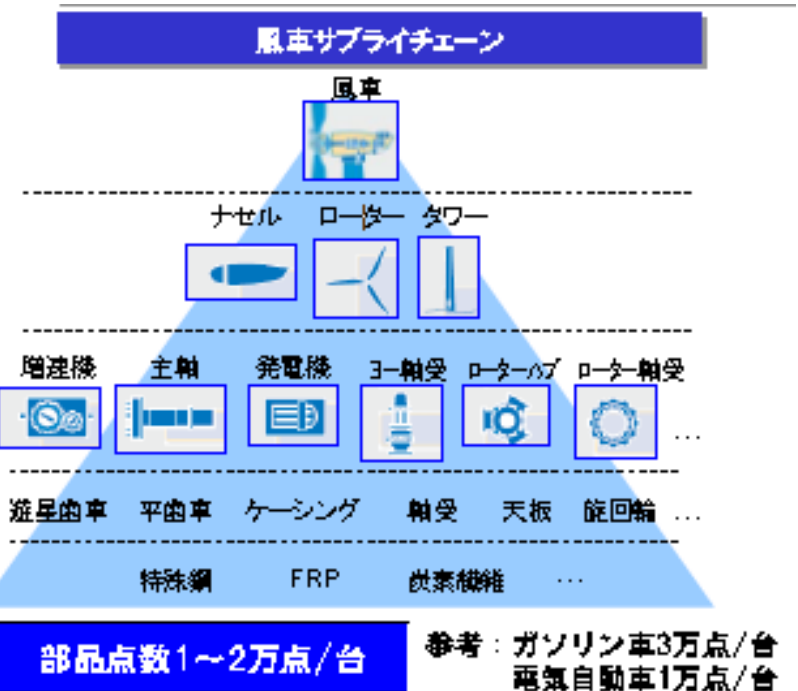 風車サプライチェーン
風車
ナセル ローター タワー
増速機 主軸 発電機 ヨー軸受 ローターハブ ローター軸受
…
遊星歯車 平歯車 ケーシング 軸受 天板 旋回輪 …
特殊鋼 FRP 炭素繊維 …
部品点数1～2万点/台
参考：ガソリン車3万点/台
電気自動車1万点/台